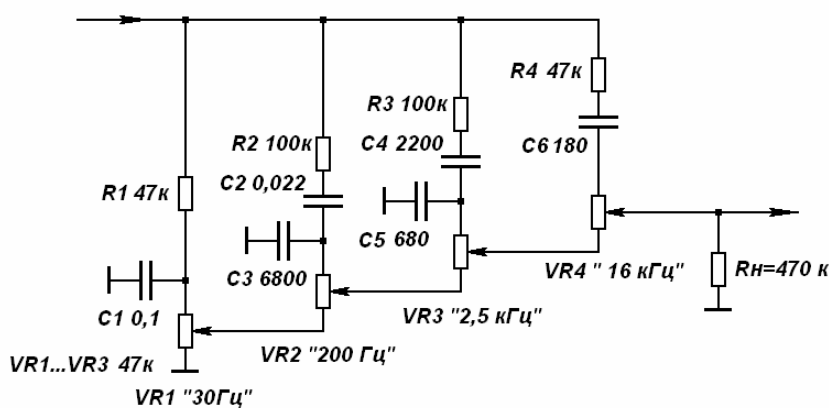 R4 47к
R3 100к
R2 100к
C4 2200
C6 180
R1 47к
C2 0,022
C5 680
C3 6800
VR4 " 16 кГц"
Rн=470 к
C1 0,1
VR3 "2,5 кГц"
VR1...VR3 47к
VR2 "200 Гц"
VR1 "30Гц"